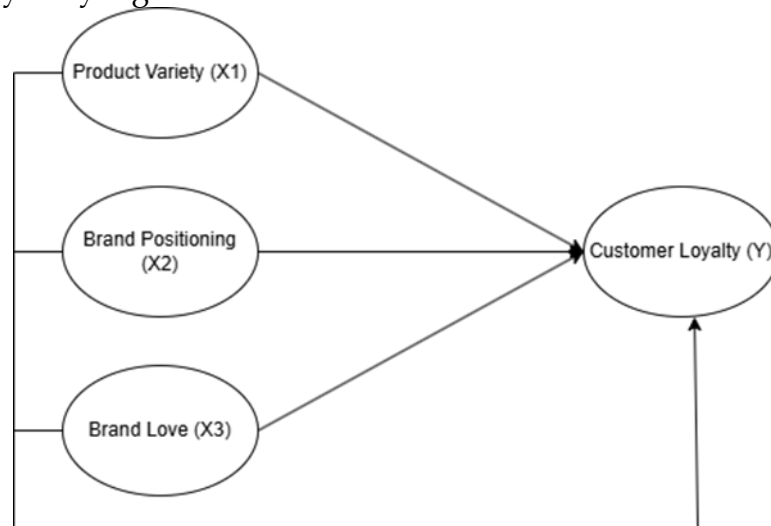 Product Variety (X1)
Brand Positioning
(X2)
Customer Loyalty (Y)
Brand Love (X3)